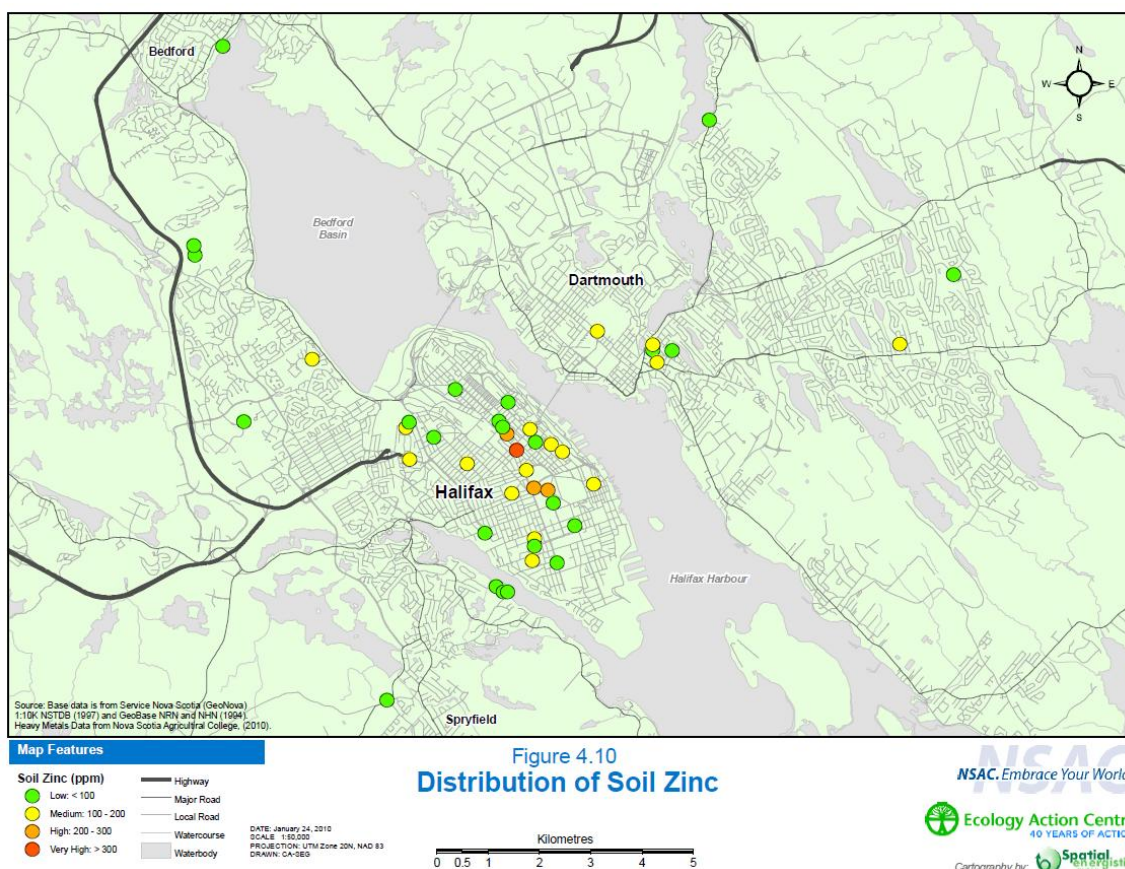 Bedford
N
W E
S
Bedford
Basin
Dartmouth
Halifax
Halifax Harbour
Spryfield
Source: Base data is from Service Nova Scotia (GeoNova)
1:10K NSTDB (1997) and GeoBase NRN and NHN (1994).
Heavy Metals Data from Nova Scotia Agricultiral College, (2010).
Map Features
Soil Zinc (ppm)
Low: < 100
Medium: 100 - 200
High: 200 - 300
Very High: > 300
Highway
Major Road
Local Road
Watercourse
Waterbody
DATE: January 24, 2010
SCALE 1:50,000
PROJECTION: UTM Zone 20N, NAD 83
DRAWN: CA-SEG
Figure 4.10
Distribution of Soil Zinc
Kilometres
0 0.5 1 2 3 4 5
NSAC
NSAC. Embrace Your World
Ecology Action Centr
40 YEARS OF ACTIO
Cartography by: Spatial
energisti